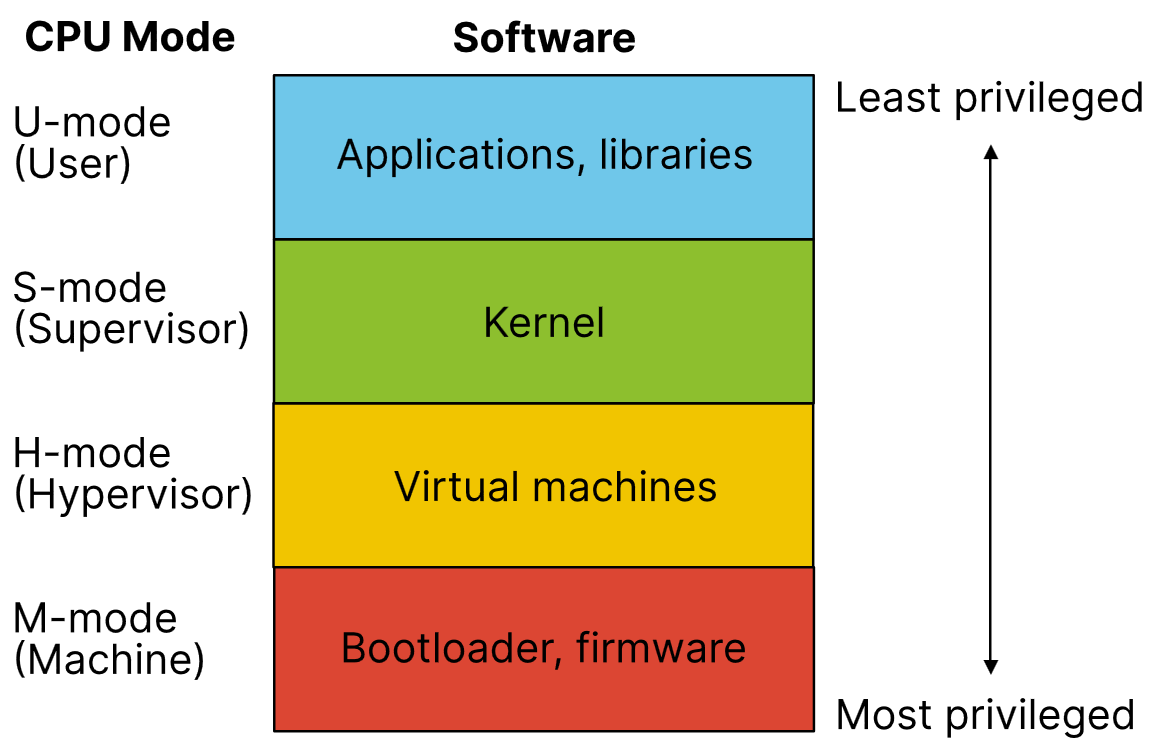 CPU Mode
Software
U-mode
(User)
Applications, libraries
Least privileged
S-mode
(Supervisor)
Kernel
H-mode
(Hypervisor)
Virtual machines
M-mode
(Machine)
Bootloader, firmware
Most privileged